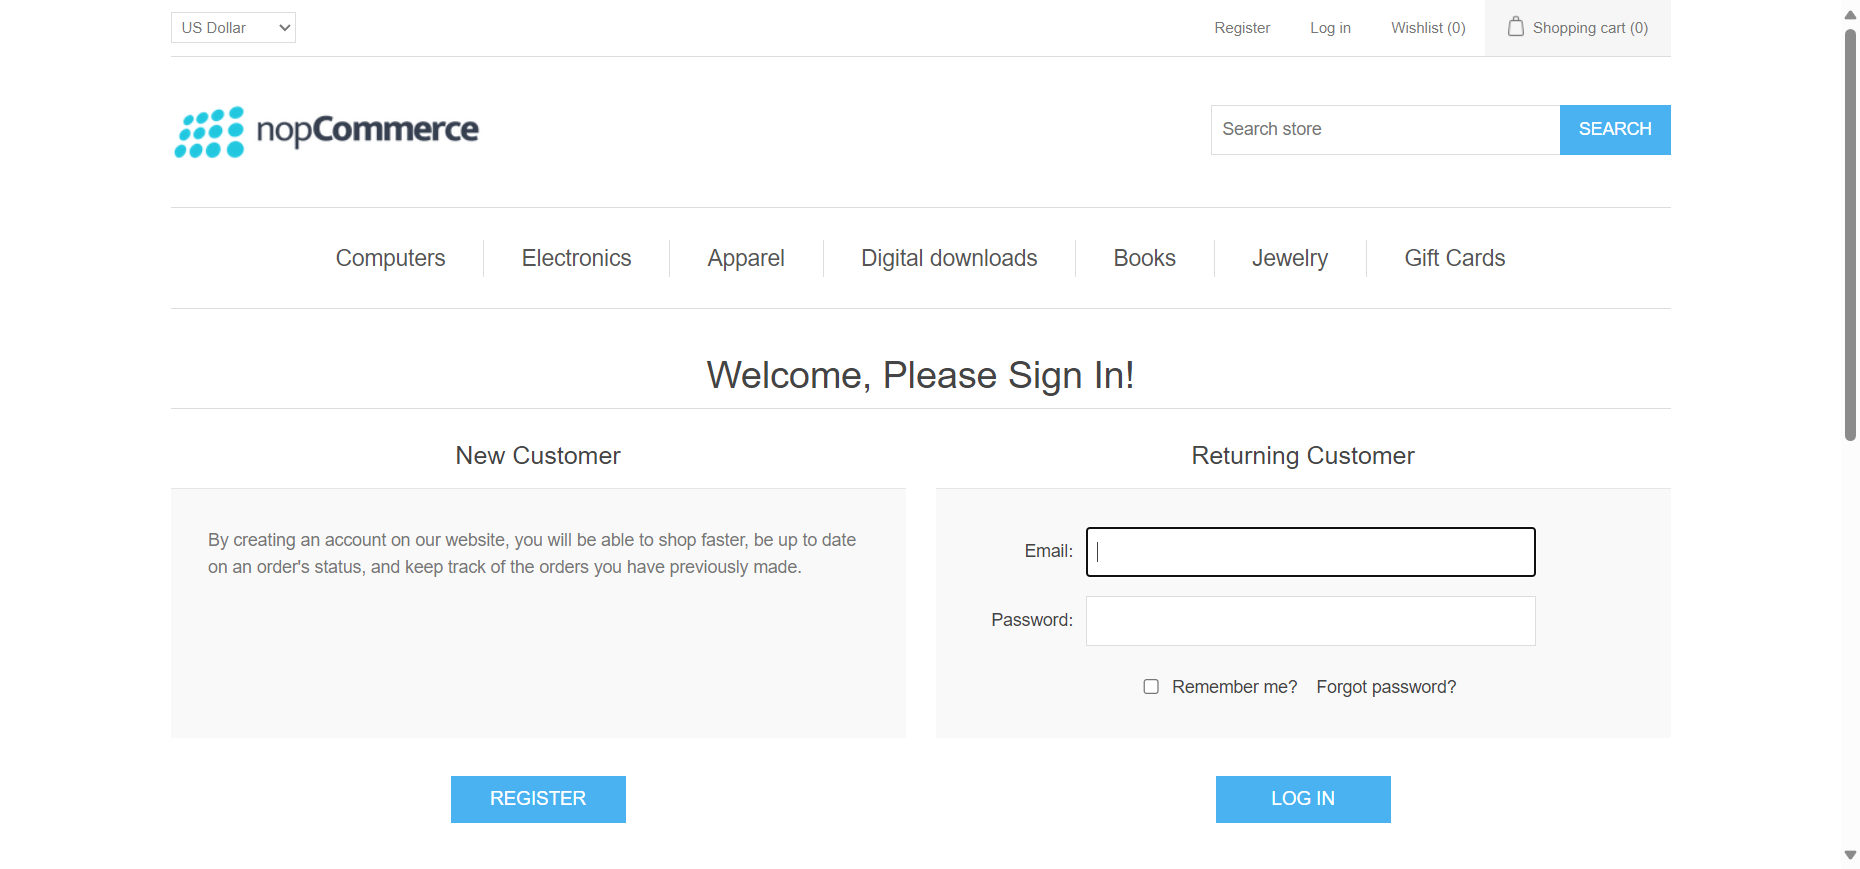 US Dollar
Register
Log in
Wishlist (0)
Shopping cart (0)
nopCommerce
Search store
SEARCH
Computers
Electronics
Apparel
Digital downloads
Books
Jewelry
Gift Cards
Welcome, Please Sign In!
New Customer
By creating an account on our website, you will be able to shop faster, be up to date
on an order's status, and keep track of the orders you have previously made.
REGISTER
Returning Customer
Email:
Password:
Remember me?
Forgot password?
LOG IN